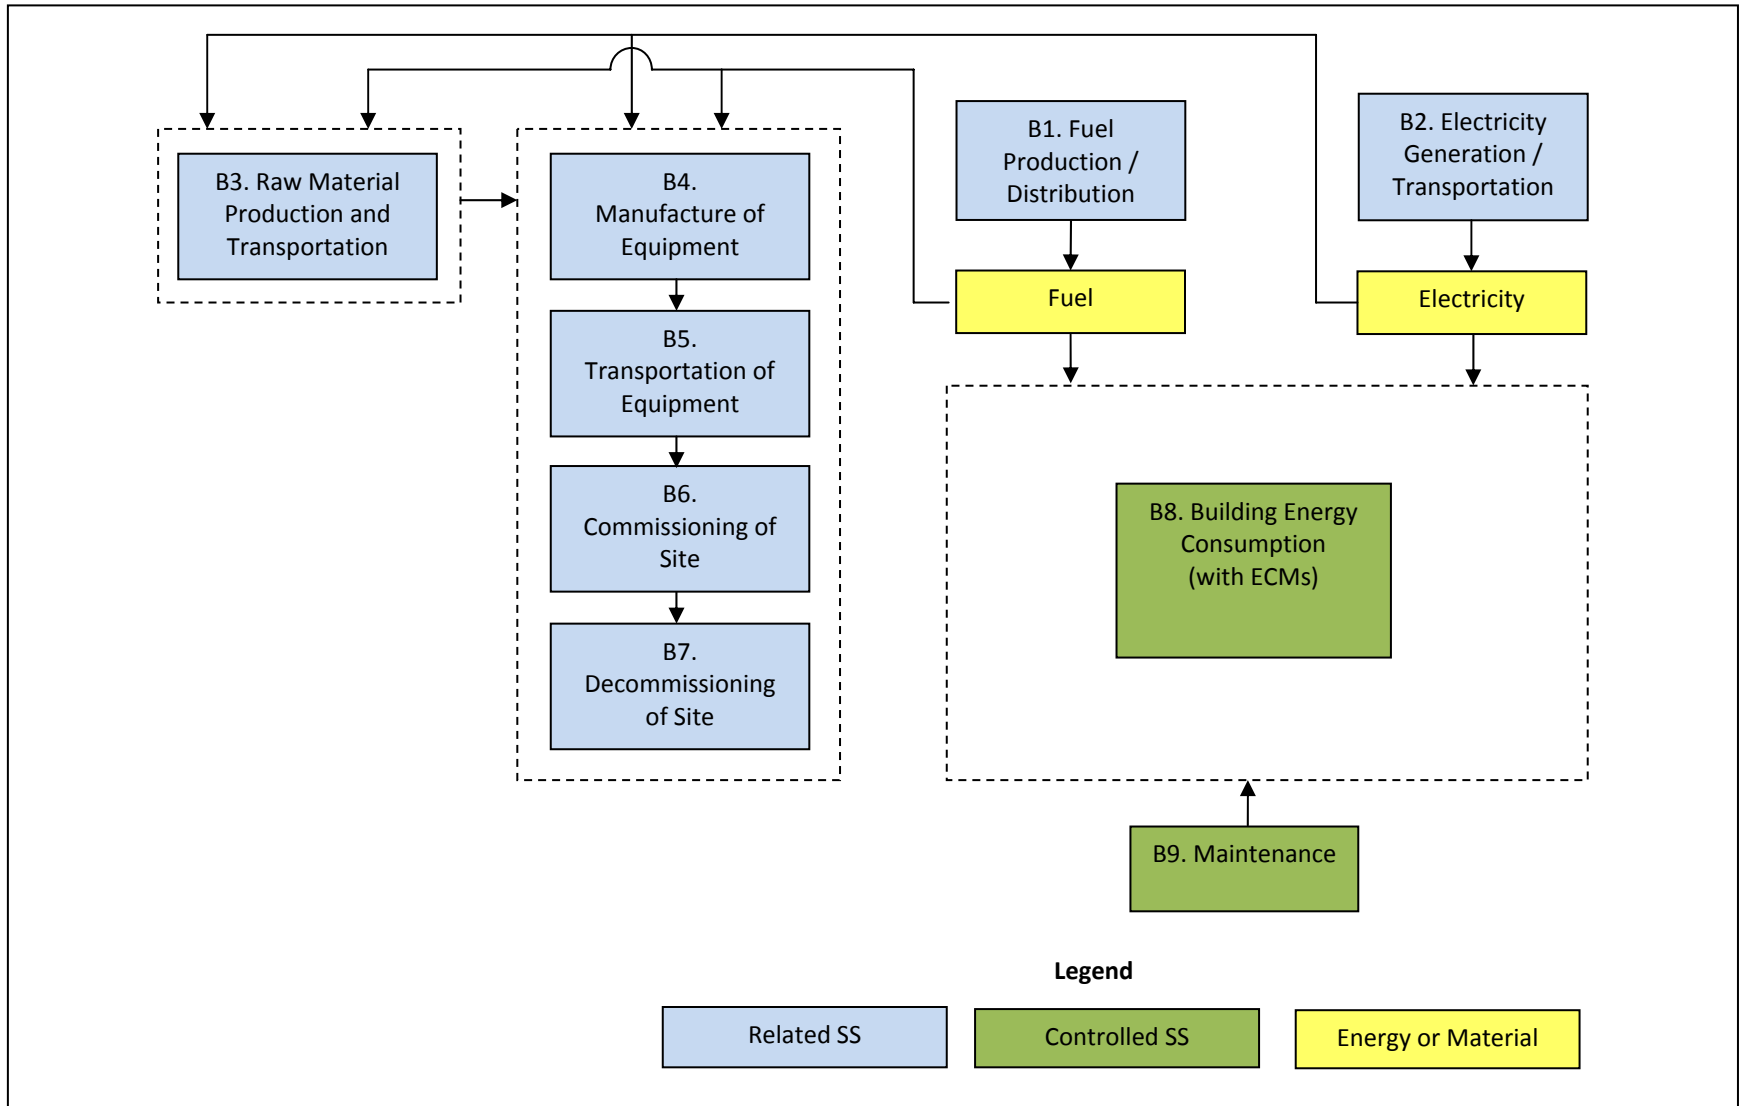 B1. Fuel
Production /
Distribution
B2. Electricity
Generation /
Transportation
B3. Raw Material
Production and
Transportation
B4.
Manufacture of
Equipment
Fuel
Electricity
B5.
Transportation of
Equipment
B6.
Commissioning of
Site
B8. Building Energy
Consumption
(with ECMs)
B7.
Decommissioning
of Site
B9. Maintenance
Legend
Related SS
Controlled SS
Energy or Material